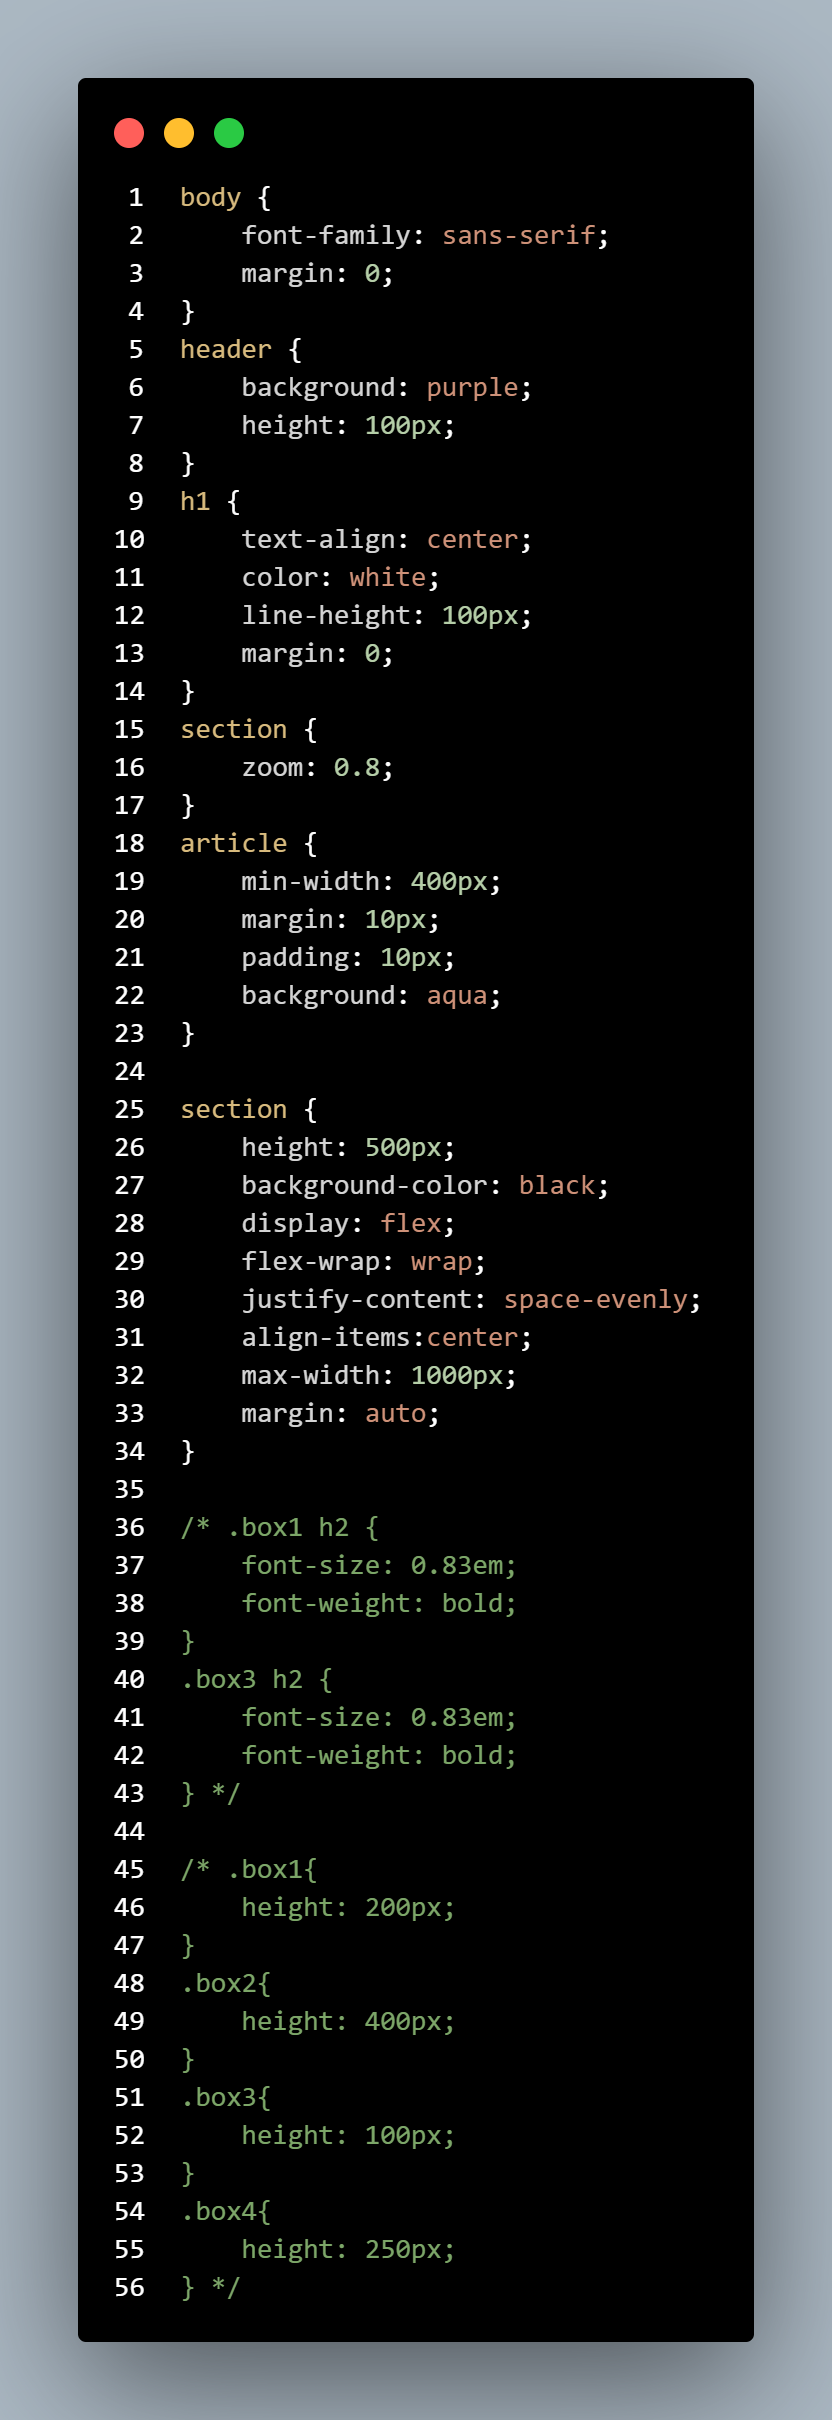 1 body {
2     font-family: sans-serif;
3     margin: 0;
4 }
5 header {
6     background: purple;
7     height: 100px;
8 }
9 h1 {
10     text-align: center;
11     color: white;
12     line-height: 100px;
13     margin: 0;
14 }
15 section {
16     zoom: 0.8;
17 }
18 article {
19     min-width: 400px;
20     margin: 10px;
21     padding: 10px;
22     background: aqua;
23 }
24
25 section {
26     height: 500px;
27     background-color: black;
28     display: flex;
29     flex-wrap: wrap;
30     justify-content: space-evenly;
31     align-items:center;
32     max-width: 1000px;
33     margin: auto;
34 }
35
36 /* .box1 h2 {
37     font-size: 0.83em;
38     font-weight: bold;
39 }
40 .box3 h2 {
41     font-size: 0.83em;
42     font-weight: bold;
43 } */
44
45 /* .box1{
46     height: 200px;
47 }
48 .box2{
49     height: 400px;
50 }
51 .box3{
52     height: 100px;
53 }
54 .box4{
55     height: 250px;
56 } */